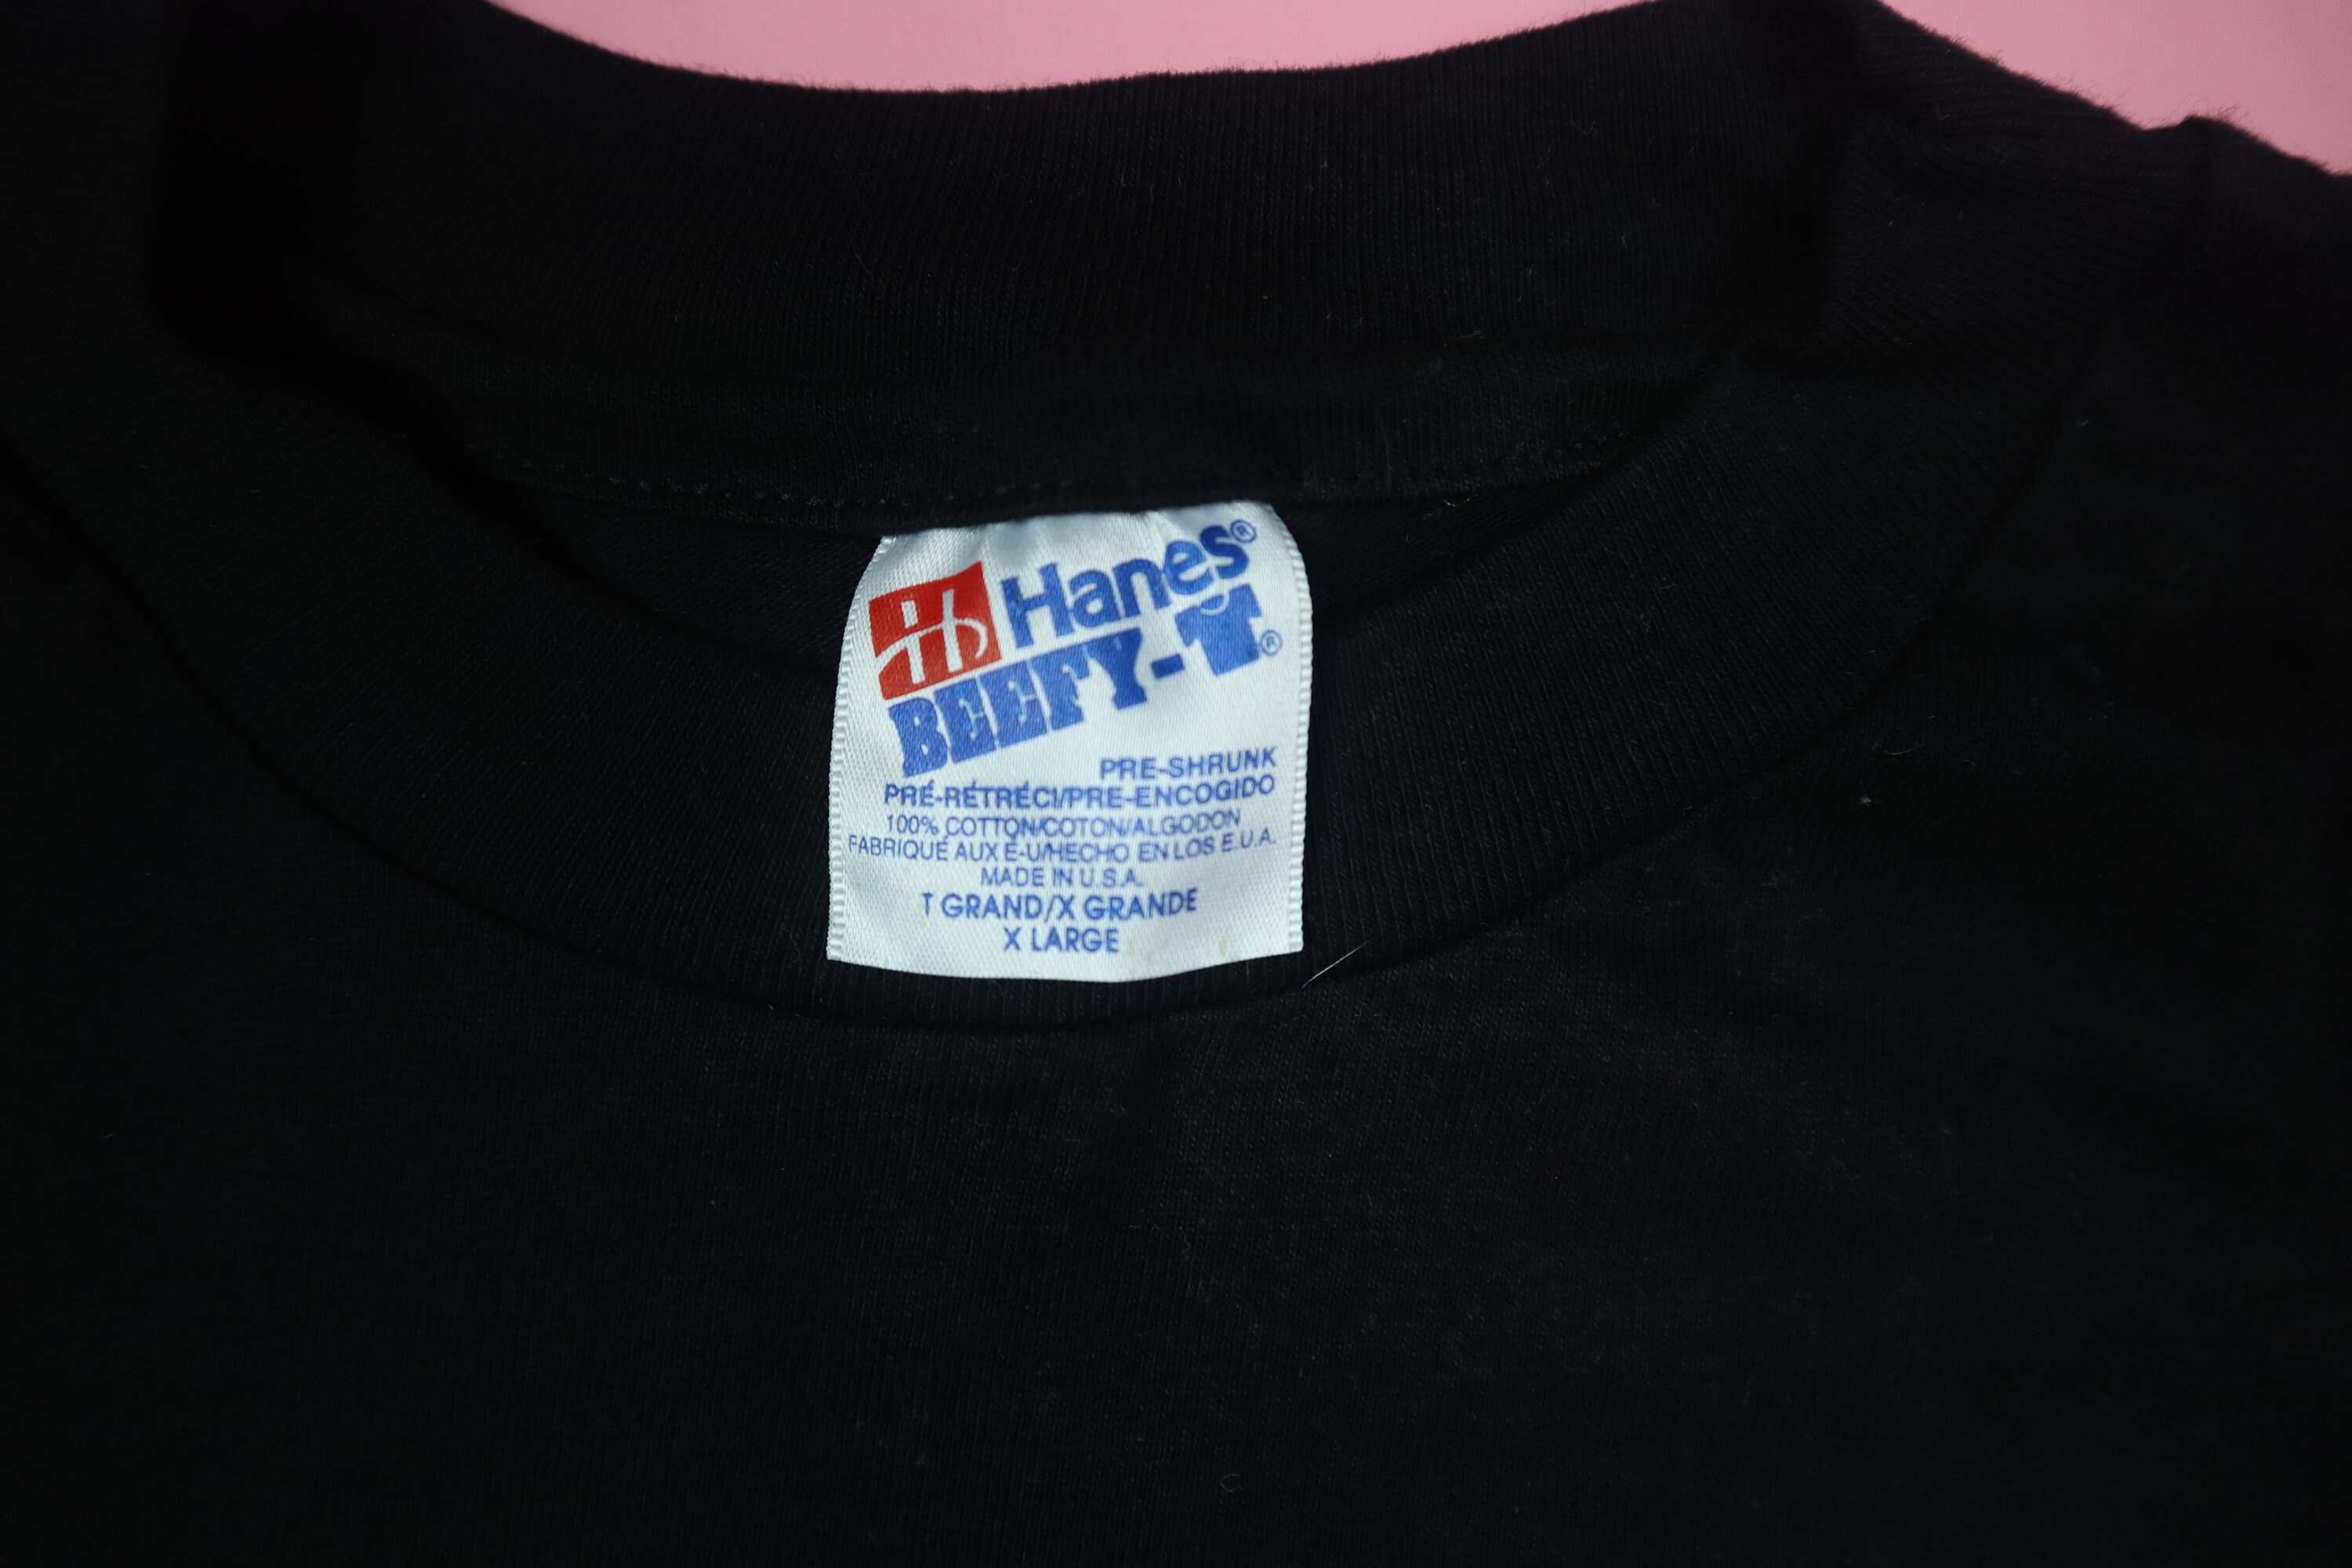 Hanes®
BEEFY-T®
PRE-SHRUNK
PRÉ-RÉTRÉCI/PRE-ENCOGIDO
100% COTTON/COTON/ALGODON
FABRIQUÉ AUX É-U/HECHO EN LOS E.U.A.
MADE IN U.S.A.
T GRAND/X GRANDE
X LARGE